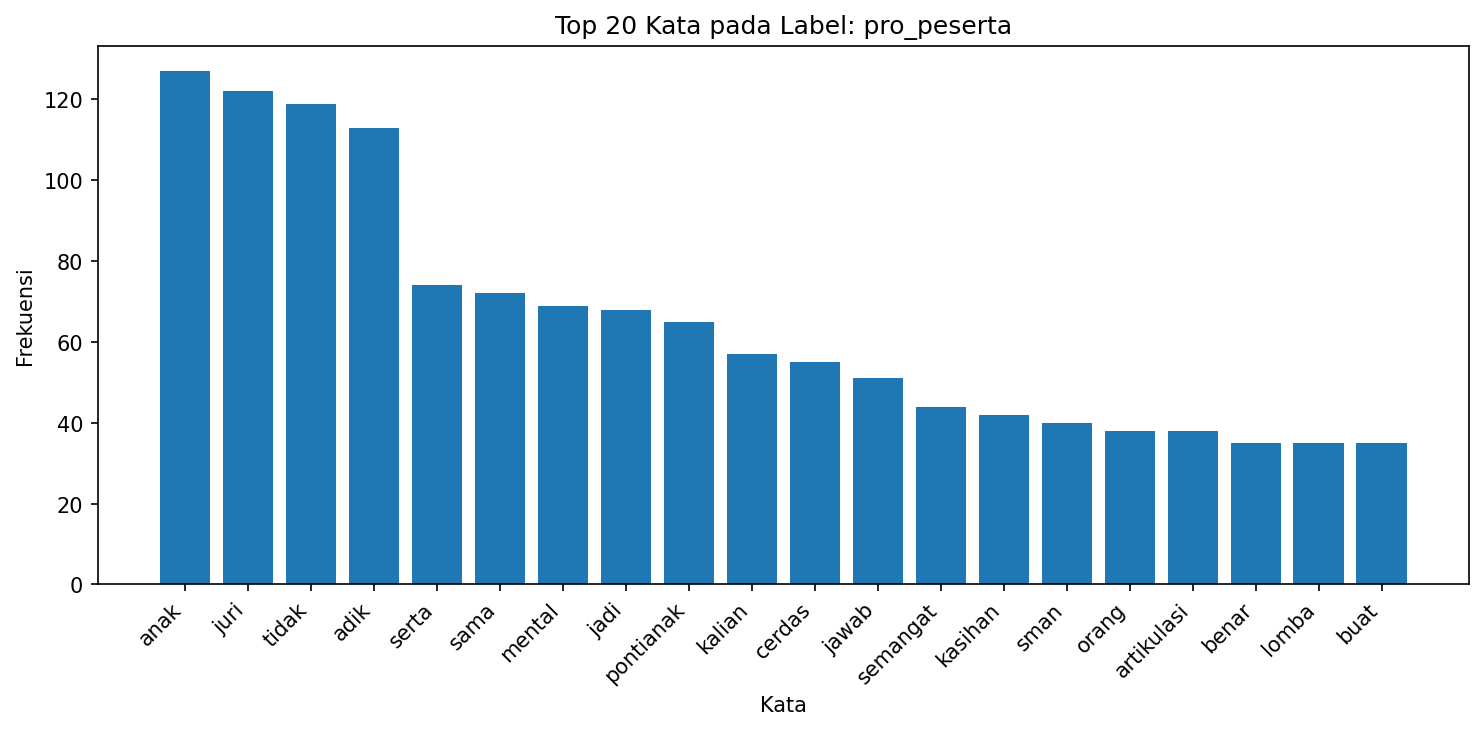 Top 20 Kata pada Label: pro_peserta
Frekuensi
120
100
80
60
40
20
0
anak
juri
tidak
adik
serta
sama
mental
jadi
pontianak
kalian
cerdas
jawab
semangat
kasihan
sman
orang
artikulasi
benar
lomba
buat
Kata